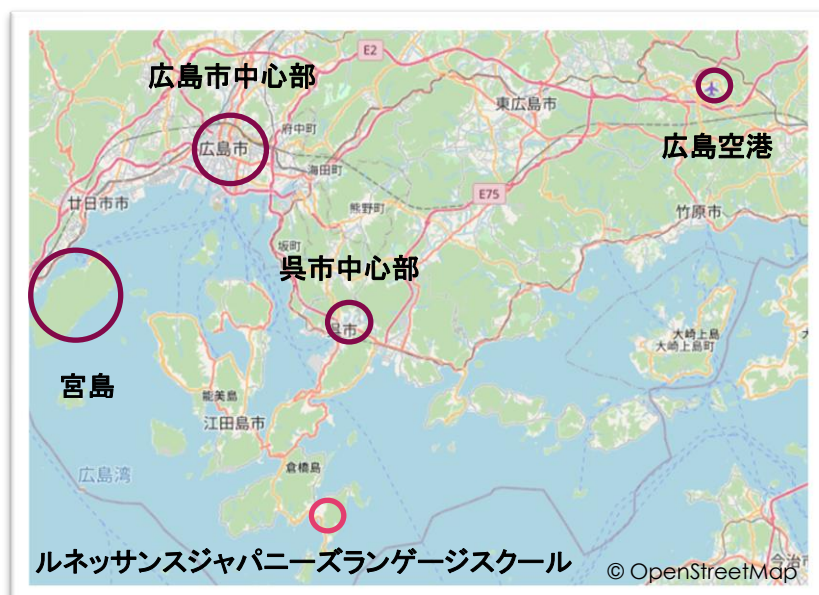 E2
広島市中心部
東広島市
府中町
広島市
広島空港
海田町
E75
廿日市市
熊野町
竹原市
坂町
呉市中心部
呉市
大崎上島
大崎上島町
宮島
能美島
江田島市
倉橋島
広島湾
ルネッサンスジャパニーズランゲージスクール
今治市
© OpenStreetMap